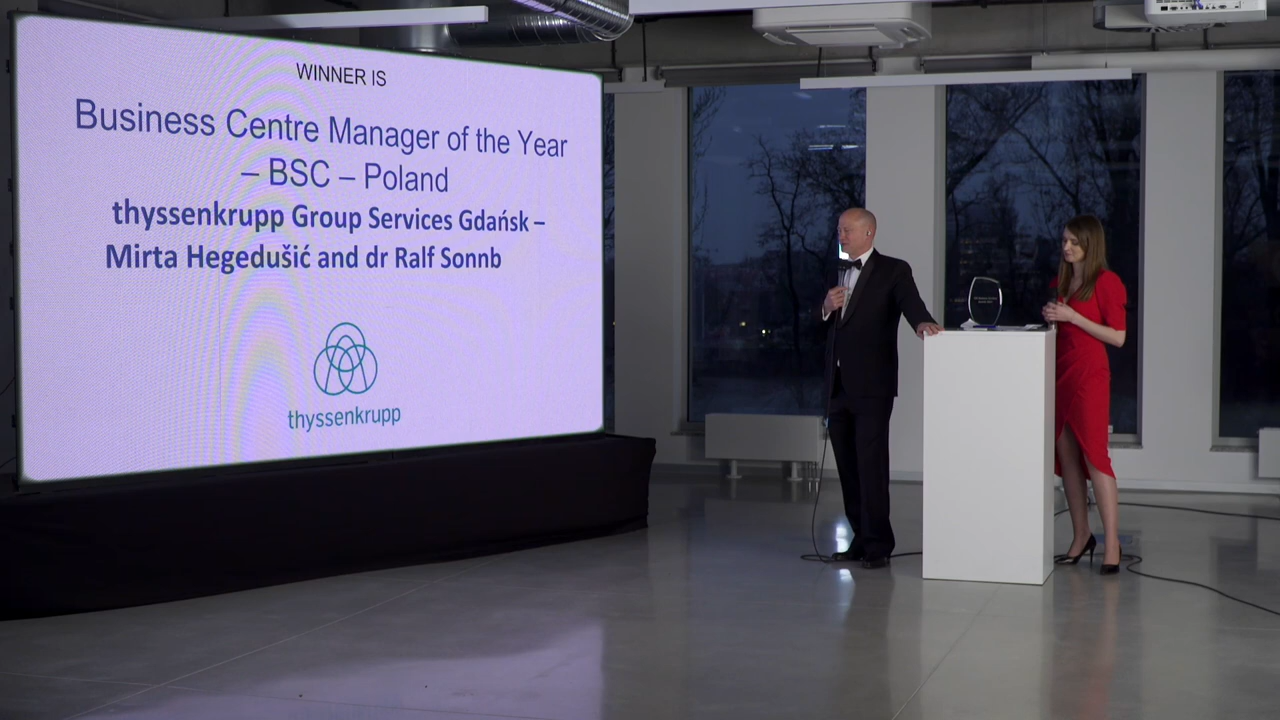 WINNER IS
Business Centre Manager of the Year
– BSC – Poland
thyssenkrupp Group Services Gdańsk –
Mirta Hegedušić and dr Ralf Sonnb
thyssenkrupp